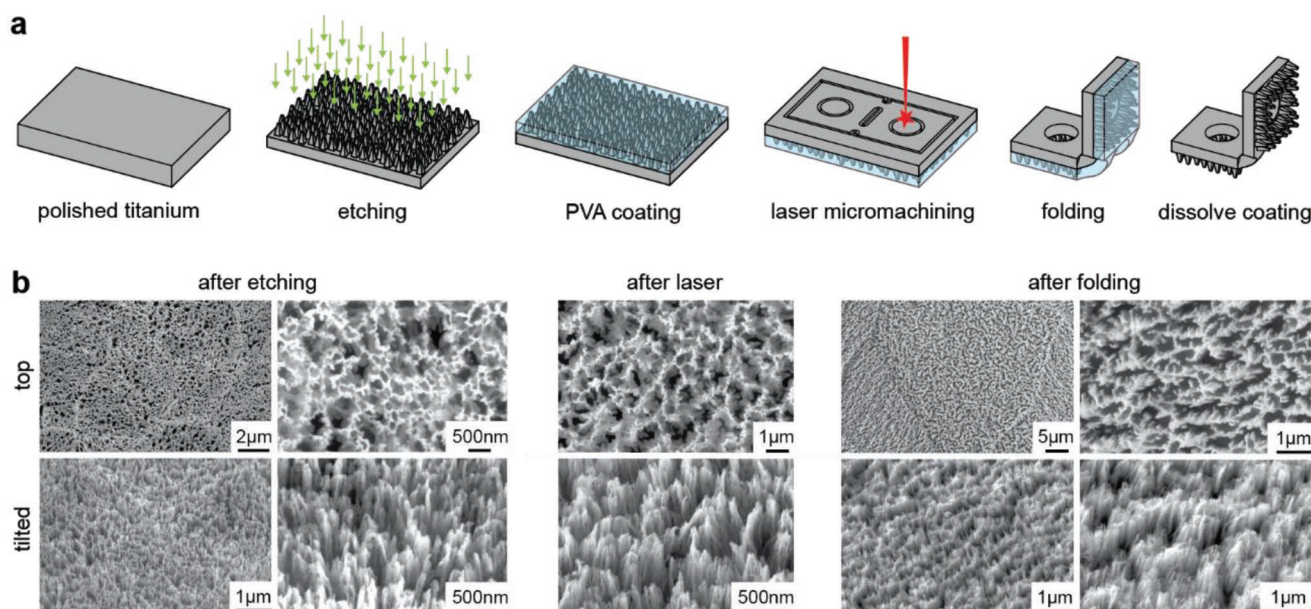 a
polished titanium
etching
PVA coating
laser micromachining
folding
dissolve coating
b
after etching
after laser
after folding
top
2μm
500nm
1μm
5μm
1μm
tilted
1μm
500nm
500nm
1μm
1μm